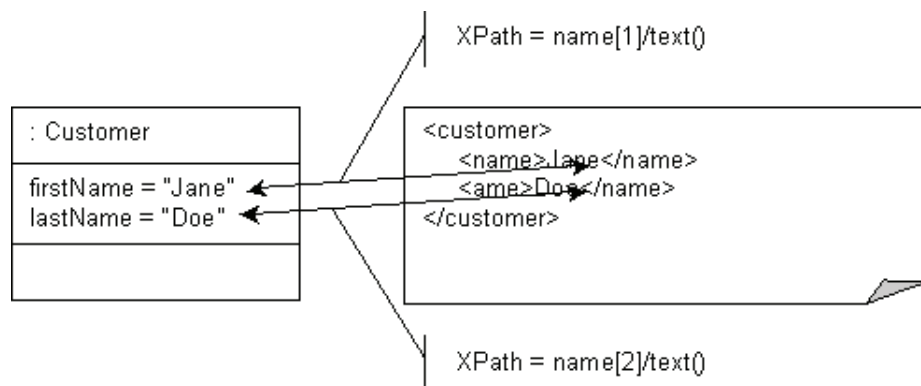 XPath = name[1]/text()
: Customer
firstName = "Jane"
lastName = "Doe"
<customer>
<name>Jane</name>
<ame>Doe</name>
</customer>
XPath = name[2]/text()